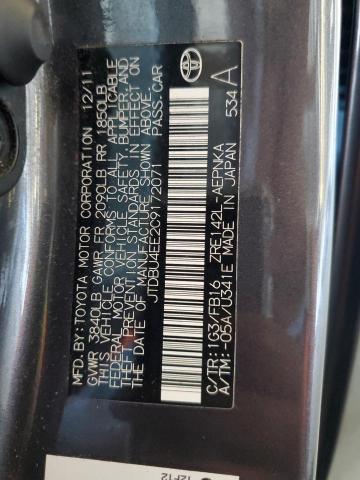 MFD. BY: TOYOTA MOTOR CORPORATION 12/11
GVWR 3840LB GAWR FR 2090LB RR 1850LB
THIS VEHICLE CONFORMS TO ALL APPLICABLE
FEDERAL MOTOR VEHICLE SAFETY, BUMPER, AND
THEFT PREVENTION STANDARDS IN EFFECT ON
THE DATE OF MANUFACTURE SHOWN ABOVE.
JTDBU4EE2C9172071 PASS. CAR
C/TR: 1G3/FB16 ZRE142L-AEPNKA
A/TM: -05A/U341E MADE IN JAPAN 534 A
12F12